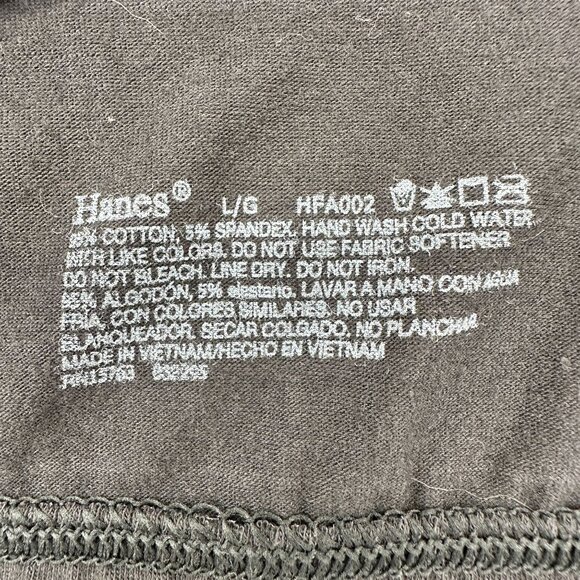 Hanes® L/G HFA002
95% COTTON, 5% SPANDEX. HAND WASH COLD WATER
WITH LIKE COLORS. DO NOT USE FABRIC SOFTENER
DO NOT BLEACH. LINE DRY. DO NOT IRON.
95% ALGODÓN, 5% elastano. LAVAR A MANO CON AGUA
FRIA, CON COLORES SIMILARES. NO USAR
BLANQUEADOR. SECAR COLGADO. NO PLANCHAR
MADE IN VIETNAM/HECHO EN VIETNAM
RN13763